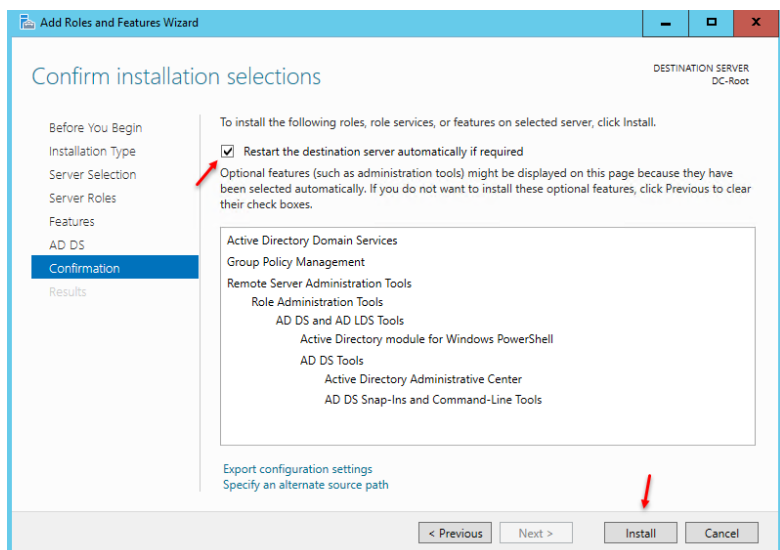 Add Roles and Features Wizard
Confirm installation selections
DESTINATION SERVER
DC-Root
Before You Begin
Installation Type
Server Selection
Server Roles
Features
AD DS
Confirmation
Results
To install the following roles, role services, or features on selected server, click Install.
Restart the destination server automatically if required
Optional features (such as administration tools) might be displayed on this page because they have
been selected automatically. If you do not want to install these optional features, click Previous to clear
their check boxes.
Active Directory Domain Services
Group Policy Management
Remote Server Administration Tools
Role Administration Tools
AD DS and AD LDS Tools
Active Directory module for Windows PowerShell
AD DS Tools
Active Directory Administrative Center
AD DS Snap-Ins and Command-Line Tools
Export configuration settings
Specify an alternate source path
< Previous
Next >
Install
Cancel